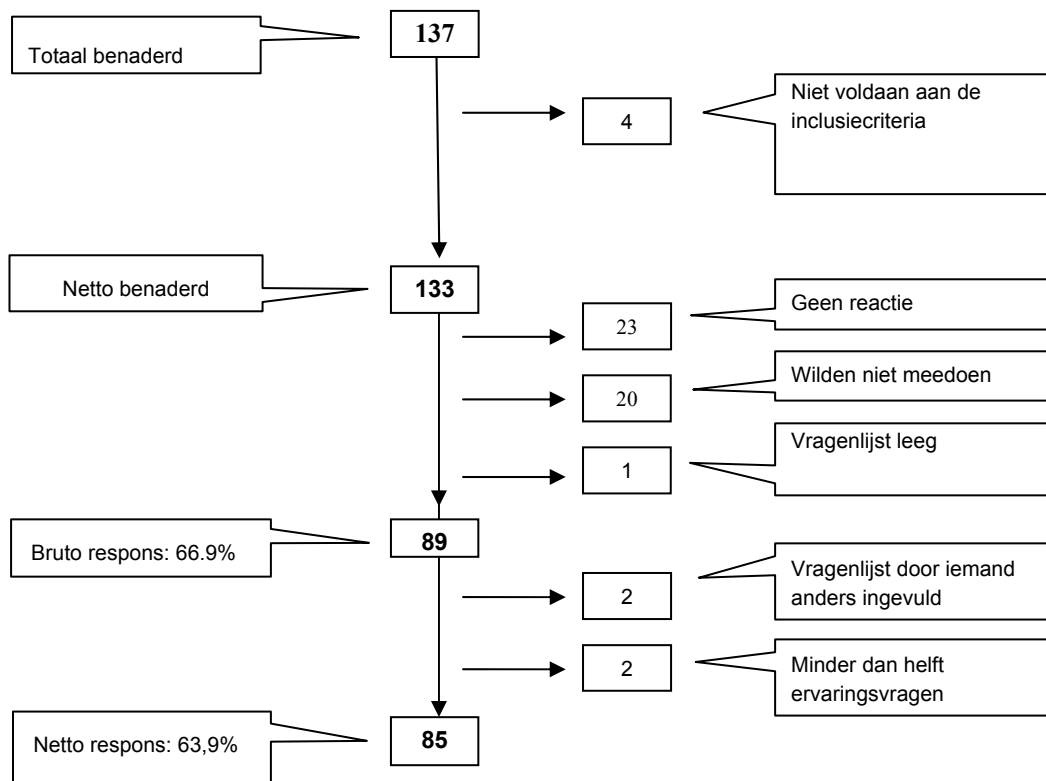 137
Totaal benaderd
Niet voldaan aan de
inclusiecriteria
4
Netto benaderd
133
Geen reactie
23
Wilden niet meedoen
20
Vragenlijst leeg
1
Bruto respons: 66.9%
89
Vragenlijst door iemand
anders ingevuld
2
Minder dan helft
ervaringsvragen
2
Netto respons: 63,9%
85